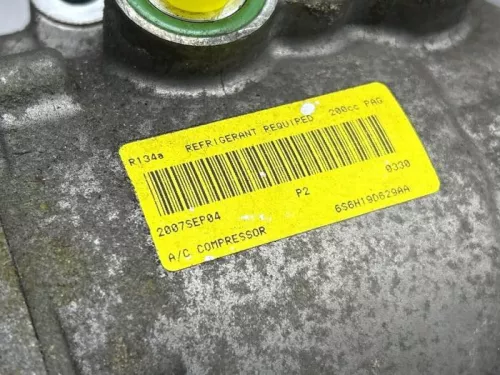 R134a REFRIGERANT REQUIRED 200cc PAG
2007SEP04 P2 0330
A/C COMPRESSOR 6S6H19D629AA